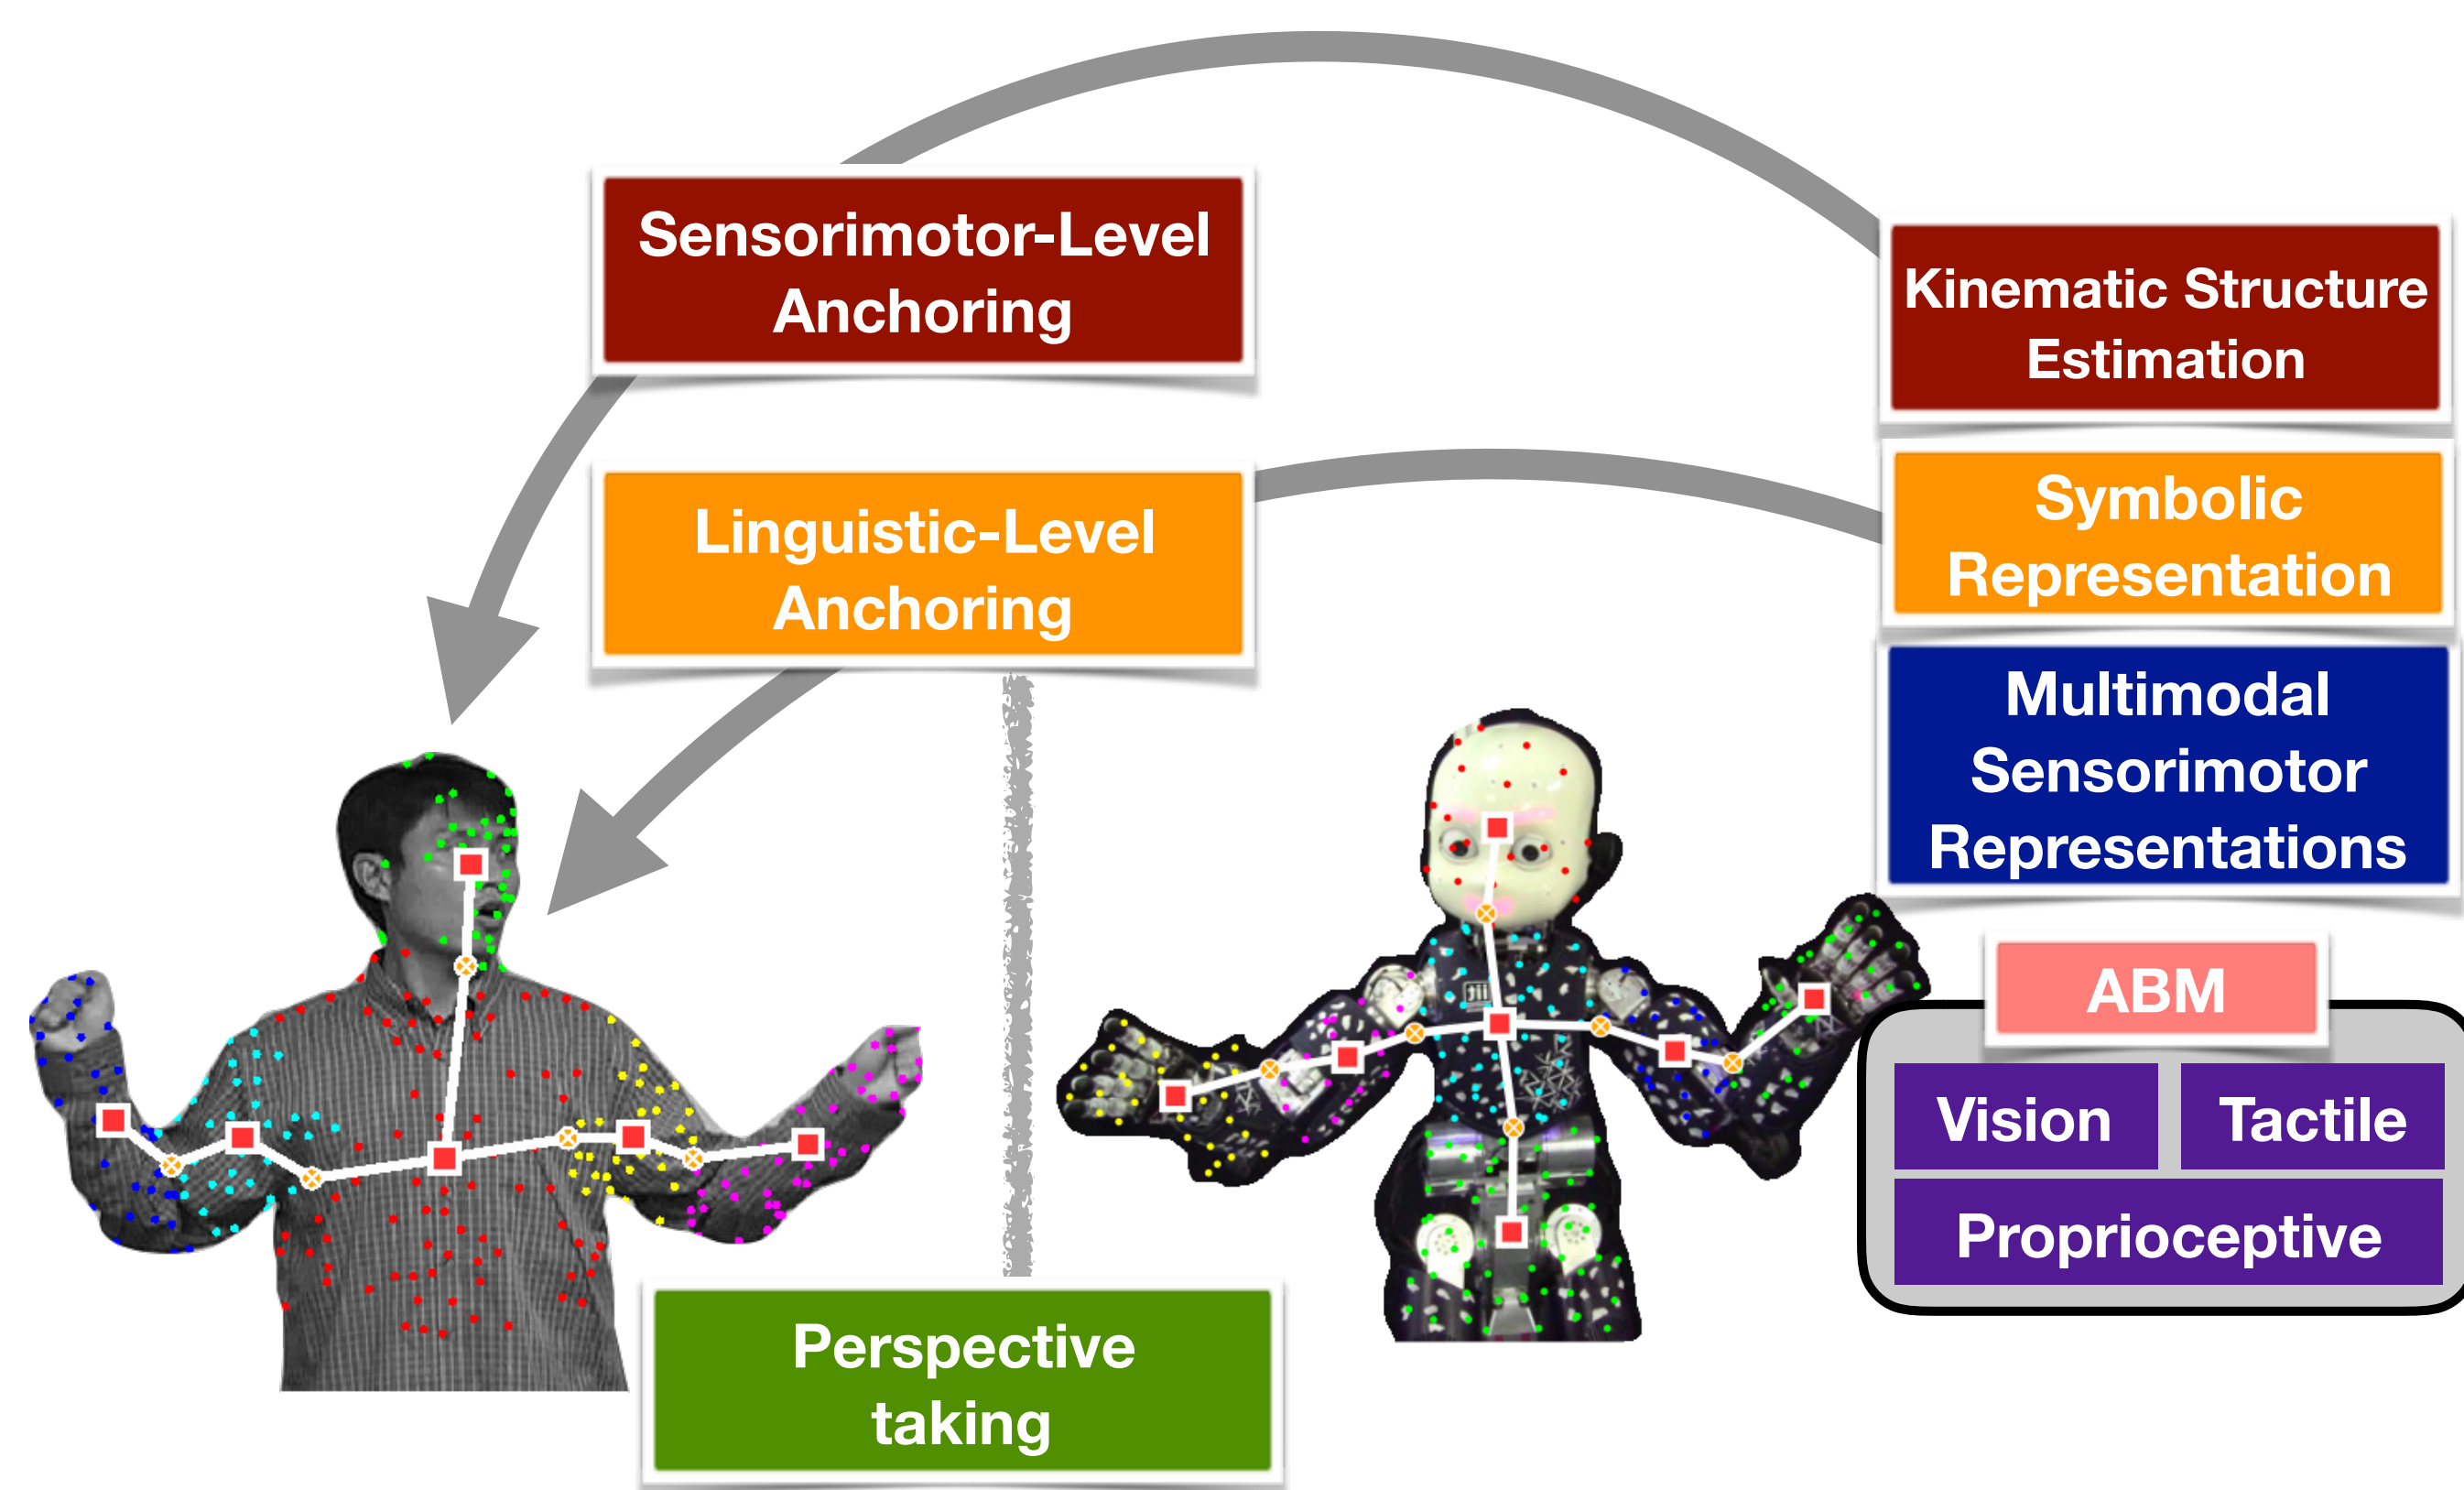 Sensorimotor-Level
Anchoring
Kinematic Structure
Estimation
Linguistic-Level
Anchoring
Symbolic
Representation
Multimodal
Sensorimotor
Representations
ABM
Vision
Tactile
Proprioceptive
Perspective
taking